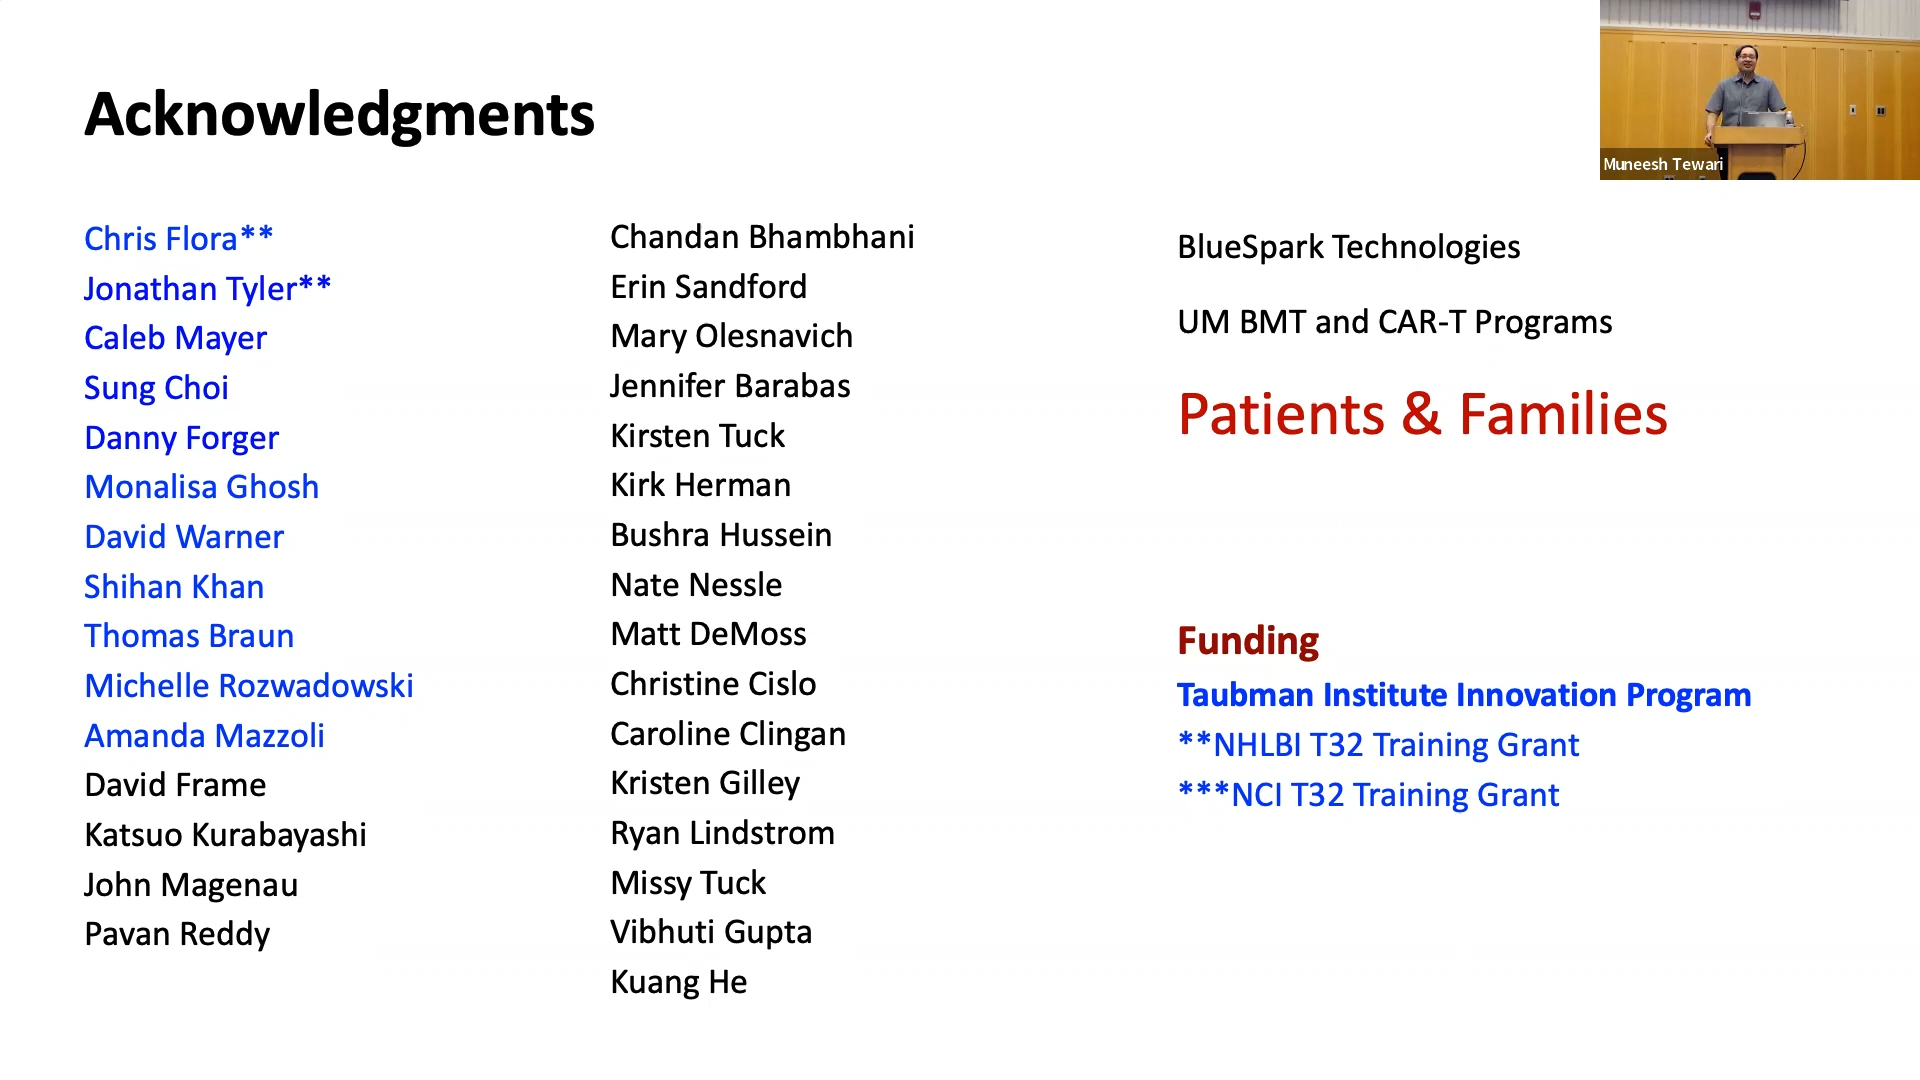 Acknowledgments
Muneesh Tewari
Chris Flora**
Jonathan Tyler**
Caleb Mayer
Sung Choi
Danny Forger
Monalisa Ghosh
David Warner
Shihan Khan
Thomas Braun
Michelle Rozwadowski
Amanda Mazzoli
David Frame
Katsuo Kurabayashi
John Magenau
Pavan Reddy
Chandan Bhambhani
Erin Sandford
Mary Olesnavich
Jennifer Barabas
Kirsten Tuck
Kirk Herman
Bushra Hussein
Nate Nessle
Matt DeMoss
Christine Cislo
Caroline Clingan
Kristen Gilley
Ryan Lindstrom
Missy Tuck
Vibhuti Gupta
Kuang He
BlueSpark Technologies
UM BMT and CAR-T Programs
Patients & Families
Funding
Taubman Institute Innovation Program
**NHLBI T32 Training Grant
***NCI T32 Training Grant